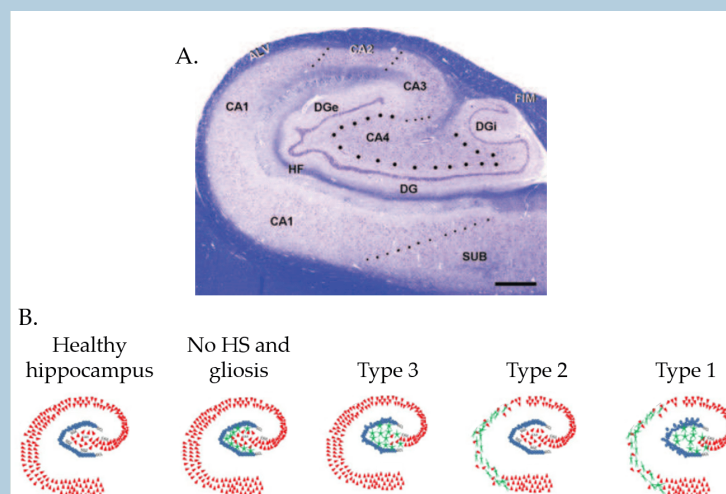 A.
ALV
CA2
CA3
FIM
CA1
DGe
DGi
CA4
HF
DG
CA1
SUB
B.
Healthy
hippocampus
No HS and
gliosis
Type 3
Type 2
Type 1